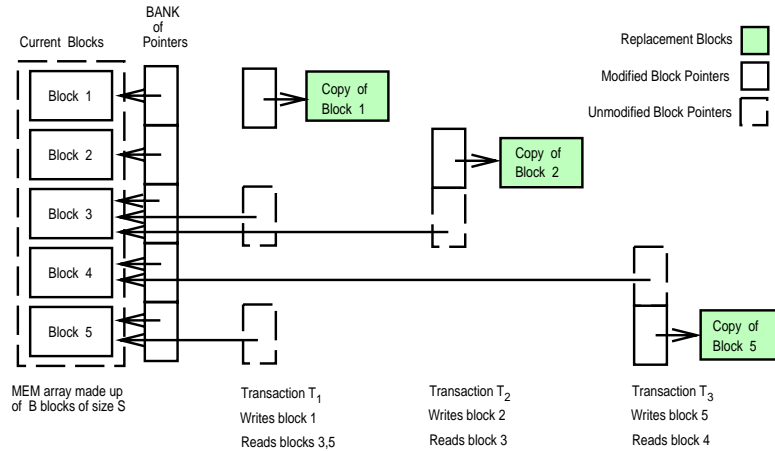 BANK
of
Pointers
Current Blocks
Replacement Blocks
Modified Block Pointers
Unmodified Block Pointers
Block 1
Copy of
Block 1
Block 2
Copy of
Block 2
Block 3
Block 4
Block 5
Copy of
Block 5
MEM array made up
of B blocks of size S
Transaction T1
Writes block 1
Reads blocks 3,5
Transaction T2
Writes block 2
Reads block 3
Transaction T3
Writes block 5
Reads block 4